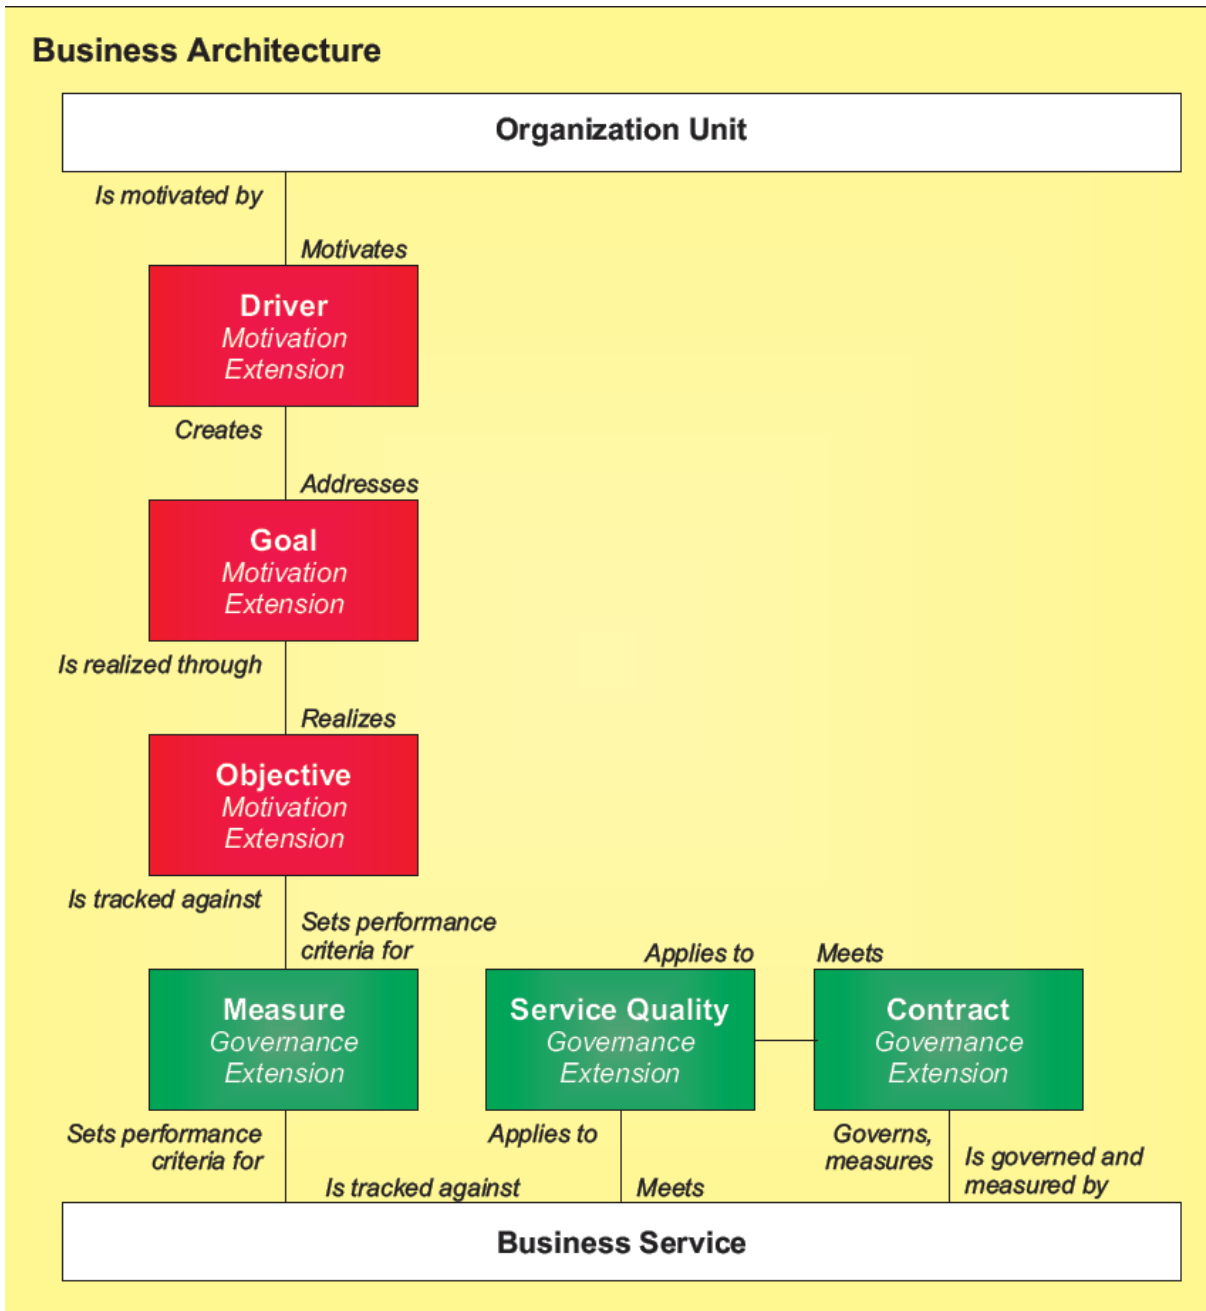 Business Architecture
Organization Unit
Is motivated by
Motivates
Driver
Motivation
Extension
Creates
Addresses
Goal
Motivation
Extension
Is realized through
Realizes
Objective
Motivation
Extension
Is tracked against
Sets performance
criteria for
Applies to
Meets
Measure
Governance
Extension
Service Quality
Governance
Extension
Contract
Governance
Extension
Sets performance
criteria for
Is tracked against
Applies to
Meets
Governs,
measures
Is governed and
measured by
Business Service